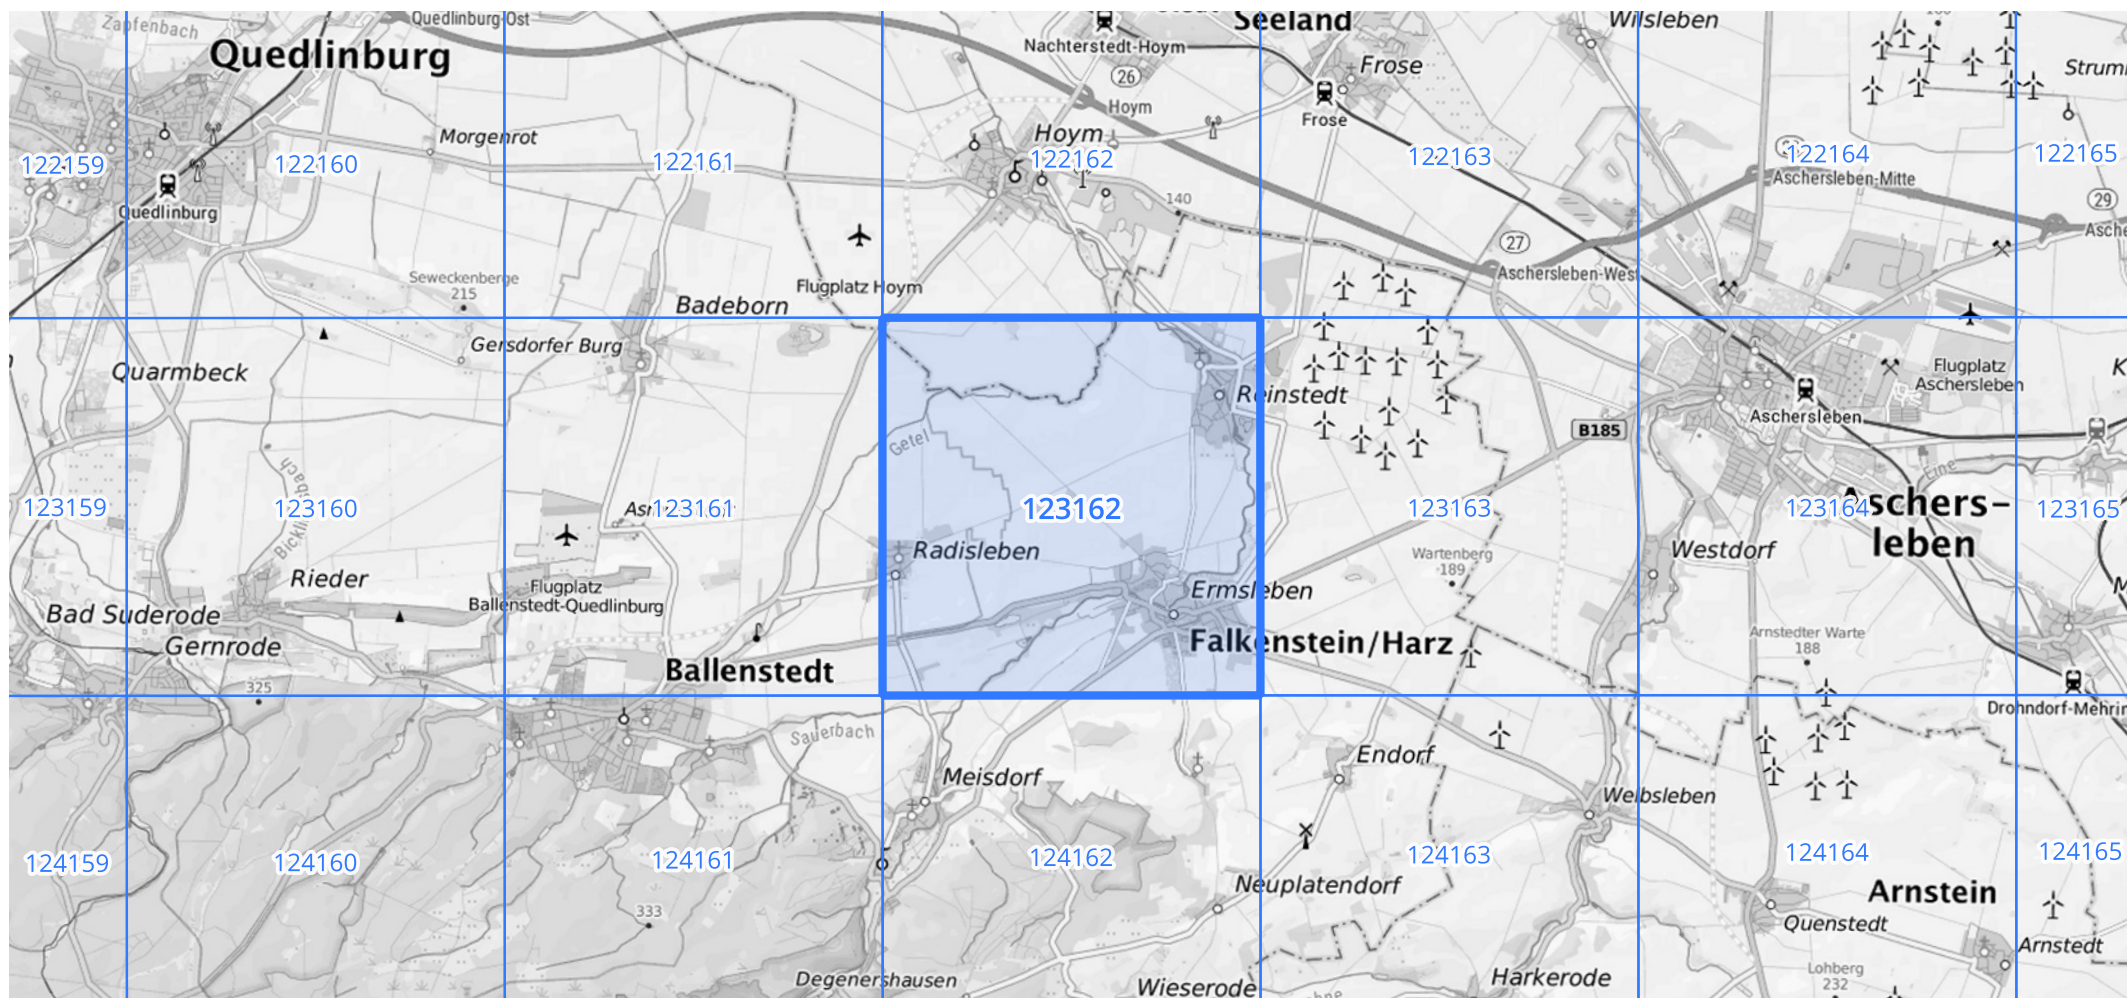 Zapfenbach
Quedlinburg-Ost
Quedlinburg
Nachterstedt-Hoym
Seeland
Wilsleben
26
Frose
Strum
Hoym
Frose
Morgenrot
Hoym
122159
122160
122161
122162
122163
122164
122165
Aschersleben-Mitte
Quedlinburg
140
29
Asche
27
Aschersleben-West
Seweckenberge
215
Flugplatz Hoym
Badeborn
Gersdorfer Burg
Quarmbeck
Reinstedt
Flugplatz
Aschersleben
K
Aschersleben
B185
Getel
Eine
123159
123160
123161
123162
123163
123164
123165
Aschers-
leben
Radisleben
Wartenberg
189
Westdorf
Rieder
Flugplatz
Ballenstedt-Quedlinburg
Ermsleben
M
Bad Suderode
Gernrode
Falkenstein/Harz
Arnstedter Warte
188
Ballenstedt
325
Drohndorf-Mehrin
Sauerbach
Meisdorf
Endorf
Welbsleben
124159
124160
124161
124162
124163
124164
124165
Neuplatendorf
Arnstein
333
Quenstedt
Arnstedt
Degenershausen
Wieserode
Harkerode
Lohberg
232